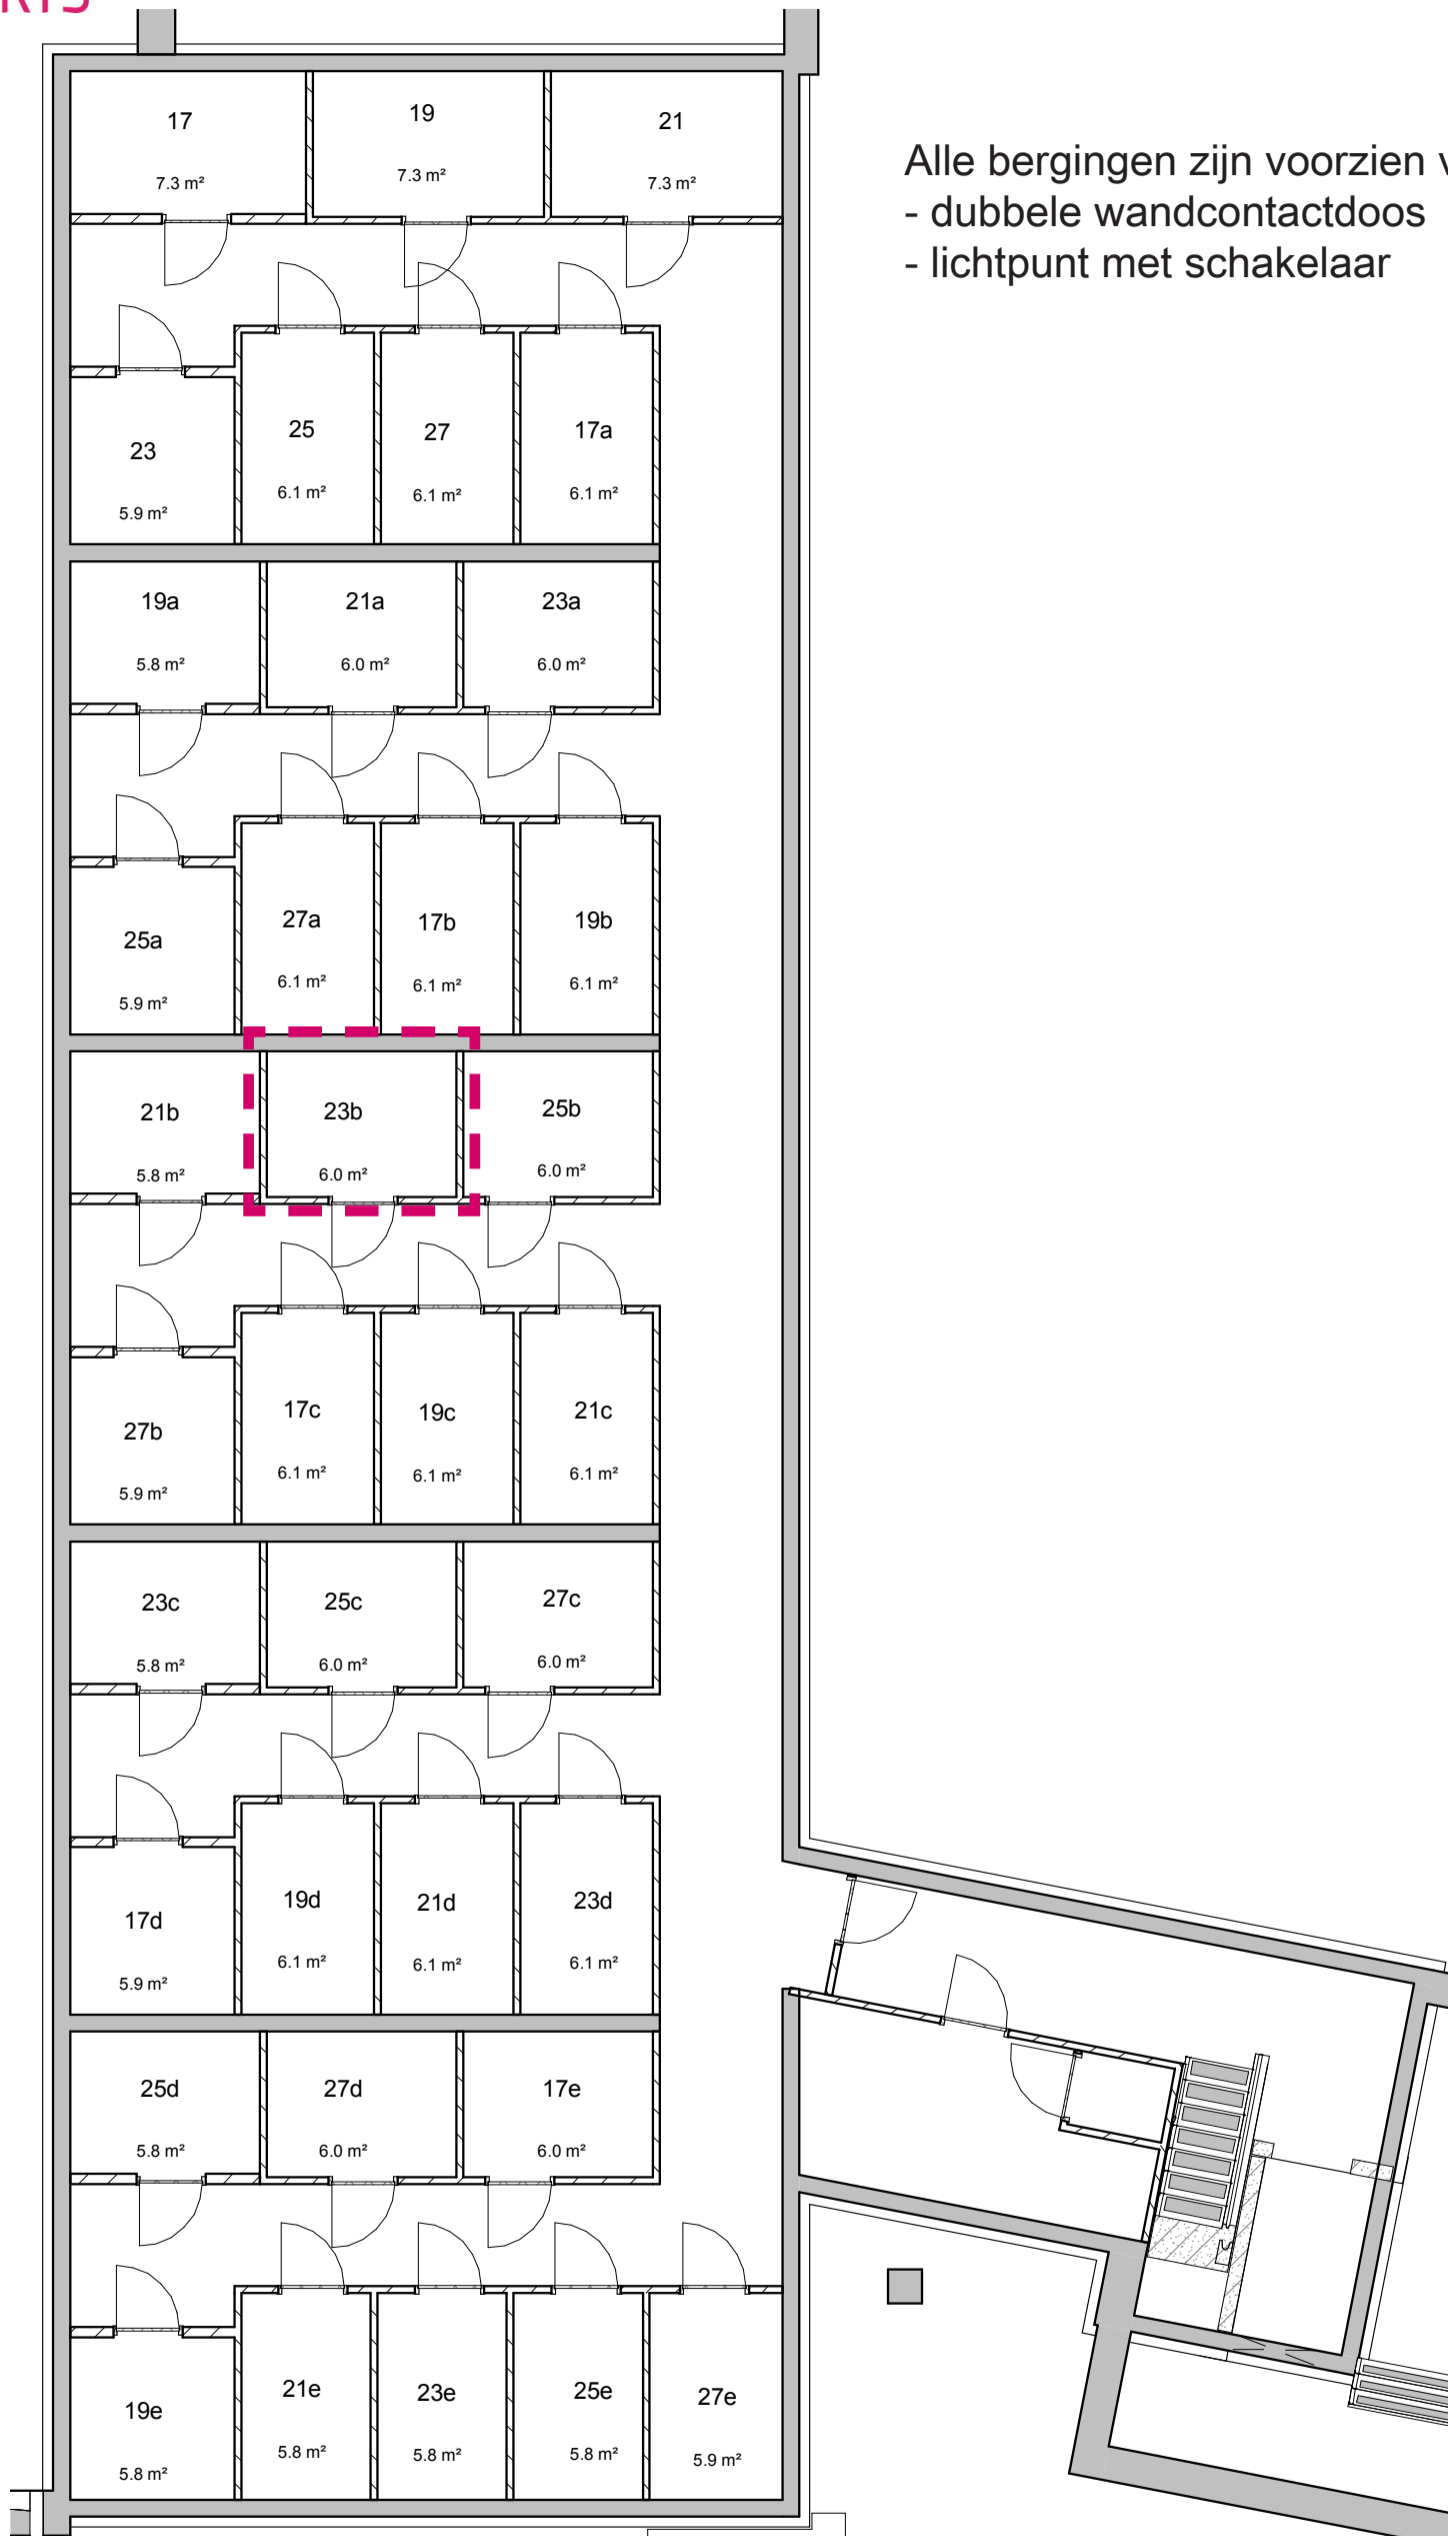 17
19
21
7.3 m²
7.3 m²
7.3 m²
Alle bergingen zijn voorzien
- dubbele wandcontactdoos
- lichtpunt met schakelaar
23
25
27
17a
5.9 m²
6.1 m²
6.1 m²
6.1 m²
19a
21a
23a
5.8 m²
6.0 m²
6.0 m²
25a
27a
17b
19b
5.9 m²
6.1 m²
6.1 m²
6.1 m²
21b
23b
25b
5.8 m²
6.0 m²
6.0 m²
27b
17c
19c
21c
5.9 m²
6.1 m²
6.1 m²
6.1 m²
23c
25c
27c
5.8 m²
6.0 m²
6.0 m²
17d
19d
21d
23d
5.9 m²
6.1 m²
6.1 m²
6.1 m²
25d
27d
17e
5.8 m²
6.0 m²
6.0 m²
19e
21e
23e
25e
27e
5.8 m²
5.8 m²
5.8 m²
5.8 m²
5.9 m²